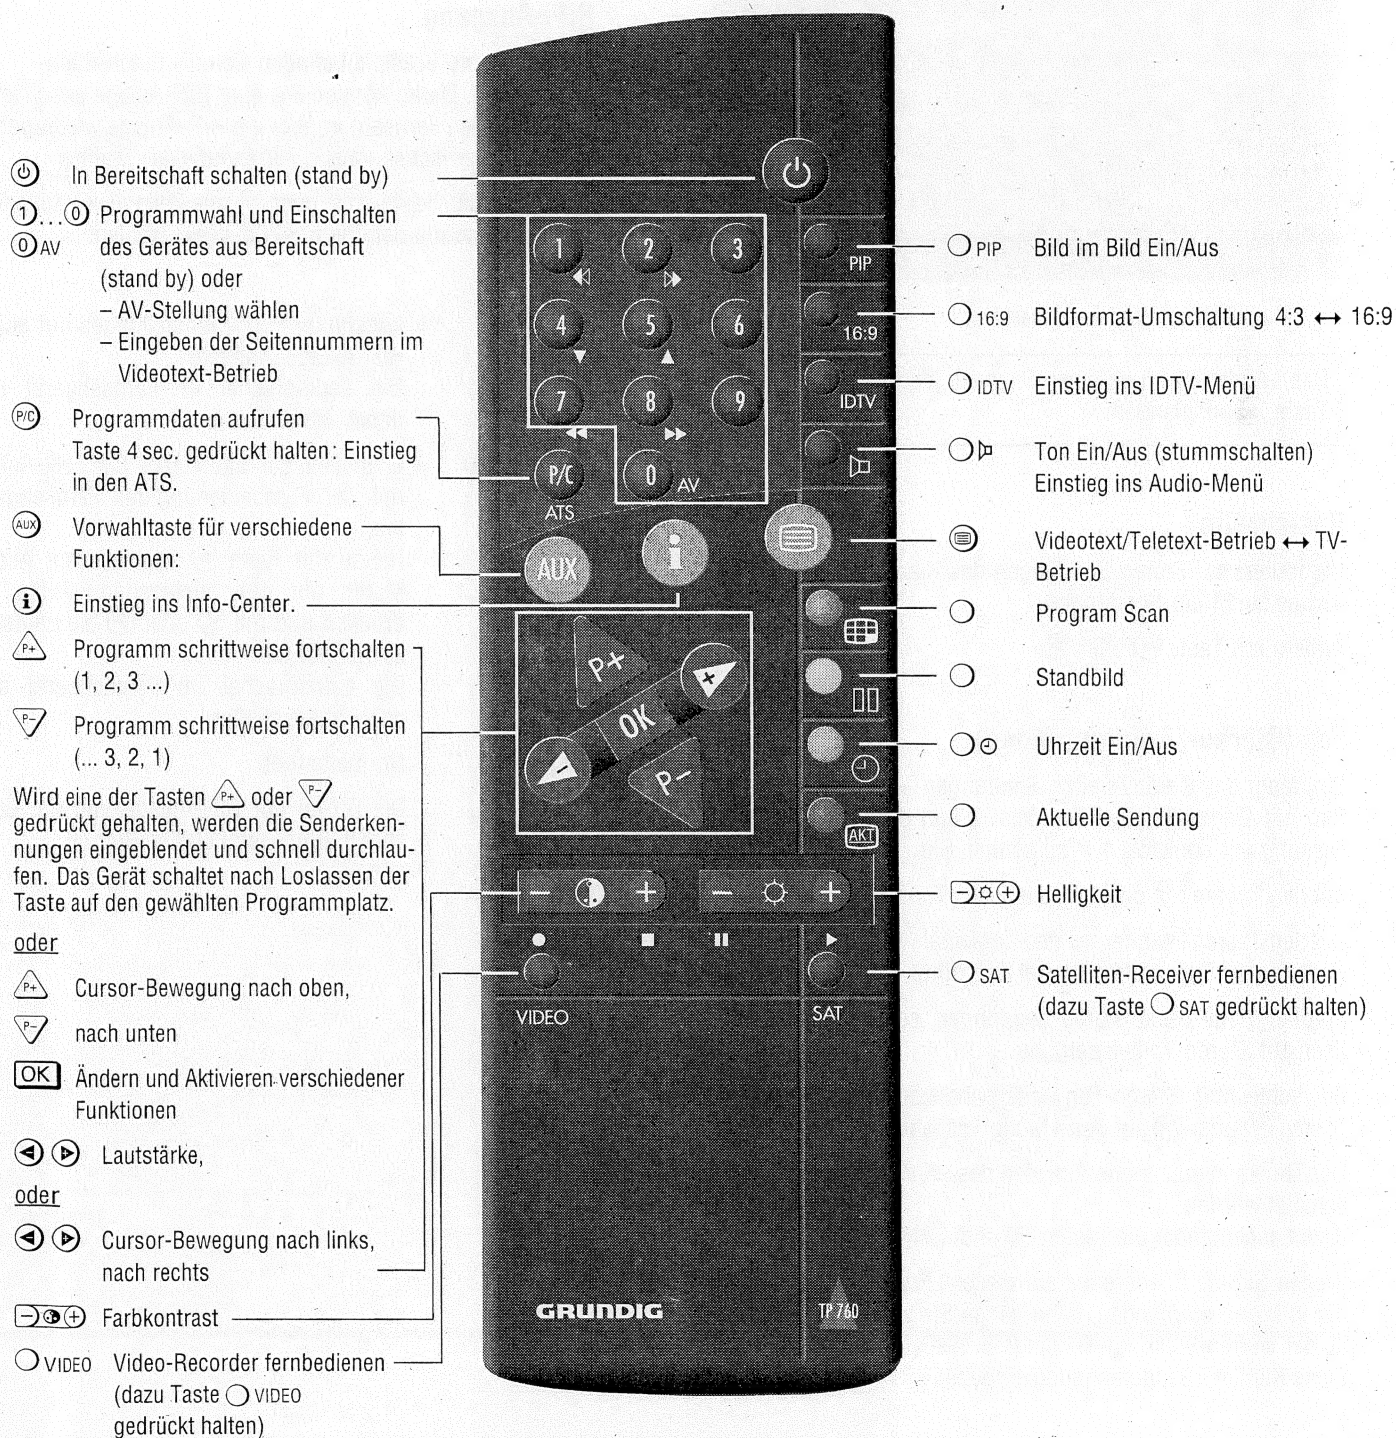 In Bereitschaft schalten (stand by)
1...0 Programmwahl und Einschalten
0 AV des Gerätes aus Bereitschaft
(stand by) oder
– AV-Stellung wählen
– Eingeben der Seitennummern im
Videotext-Betrieb
P/C Programmdaten aufrufen
Taste 4 sec. gedrückt halten: Einstieg
in den ATS.
AUX Vorwahltaste für verschiedene
Funktionen:
i Einstieg ins Info-Center.
P+ Programm schrittweise fortschalten
(1, 2, 3 ...)
P− Programm schrittweise fortschalten
(... 3, 2, 1)
Wird eine der Tasten P+ oder P−
gedrückt gehalten, werden die Senderken-
nungen eingeblendet und schnell durchlau-
fen. Das Gerät schaltet nach Loslassen der
Taste auf den gewählten Programmplatz.
oder
P+ Cursor-Bewegung nach oben,
P− nach unten
OK Ändern und Aktivieren verschiedener
Funktionen
Lautstärke,
oder
Cursor-Bewegung nach links,
nach rechts
− + Farbkontrast
VIDEO Video-Recorder fernbedienen
(dazu Taste VIDEO
gedrückt halten)
1 2 3
PIP
4 5 6
16:9
7 8 9
IDTV
P/C 0 AV
ATS
AUX i
P+
+
OK
−
P−
AKT
− + − +
VIDEO SAT
GRUNDIG TP 760
PIP Bild im Bild Ein/Aus
16:9 Bildformat-Umschaltung 4:3 ↔ 16:9
IDTV Einstieg ins IDTV-Menü
Ton Ein/Aus (stummschalten)
Einstieg ins Audio-Menü
Videotext/Teletext-Betrieb ↔ TV-
Betrieb
Program Scan
Standbild
Uhrzeit Ein/Aus
Aktuelle Sendung
− + Helligkeit
SAT Satelliten-Receiver fernbedienen
(dazu Taste SAT gedrückt halten)